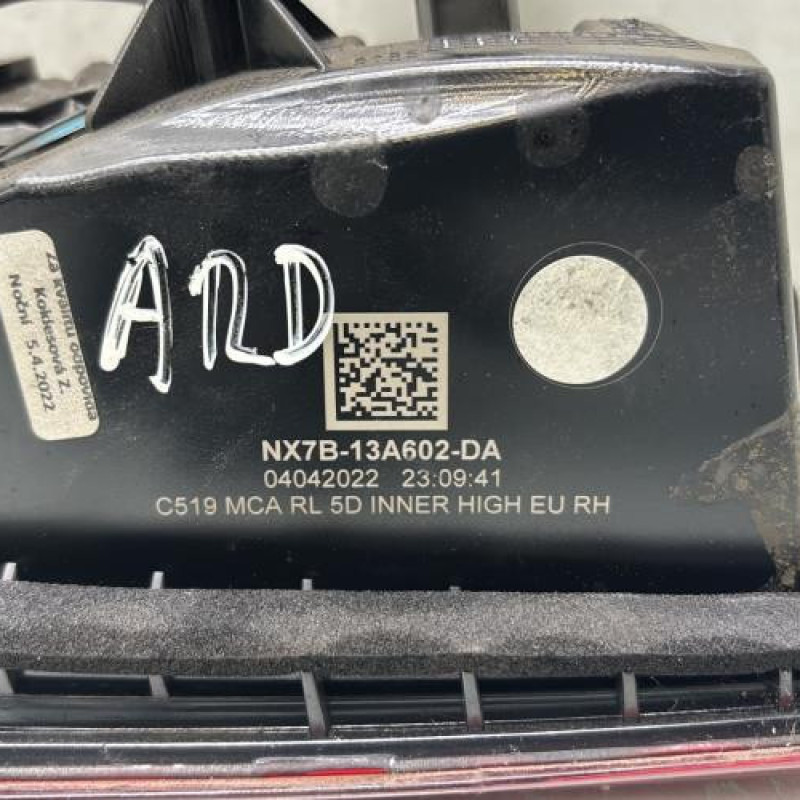 Za kvalitu odpovídá
Kokiesová Z.
Noční 5.4.2022
ARD
NX7B-13A602-DA
04042022 23:09:41
C519 MCA RL 5D INNER HIGH EU RH